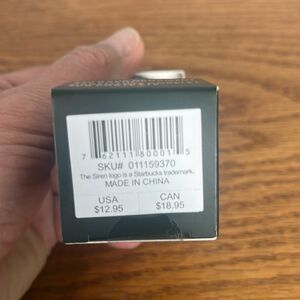 7 62111 80001 5
SKU# 011159370
The Siren logo is a Starbucks trademark.
MADE IN CHINA
USA CAN
$12.95 $18.95